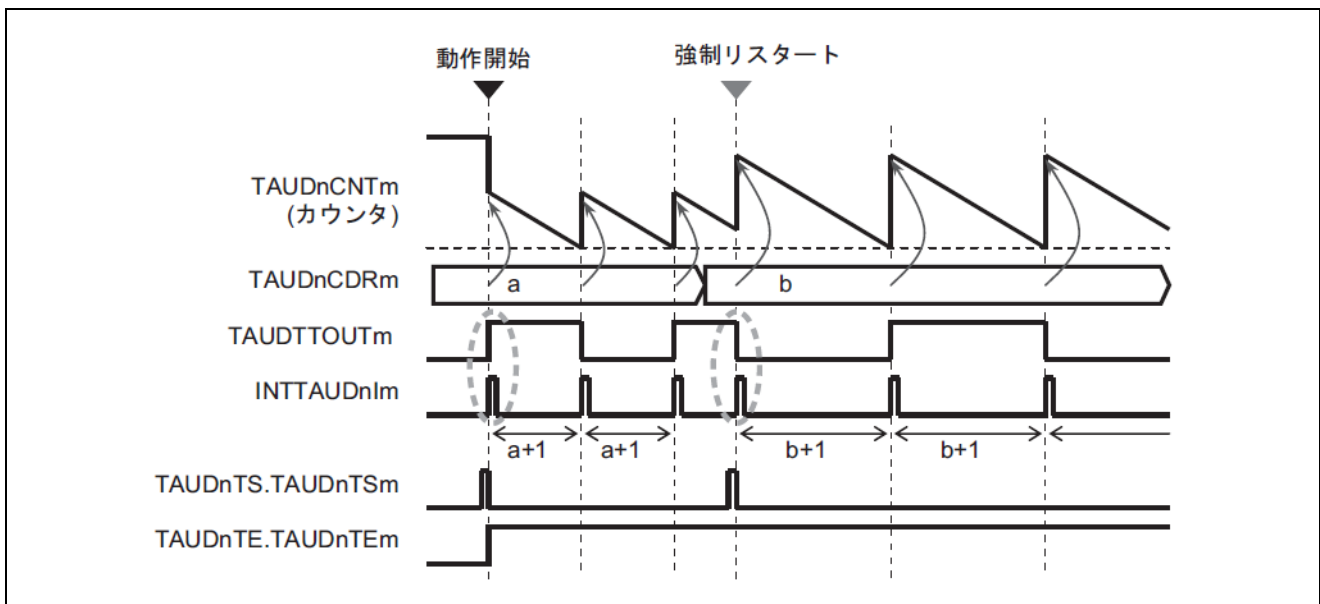 動作開始
強制リスタート
TAUDnCNTm
(カウンタ)
TAUDnCDRm
a
b
TAUDTTOUTm
INTTAUDnIm
a+1
a+1
b+1
b+1
TAUDnTS.TAUDnTSm
TAUDnTE.TAUDnTEm